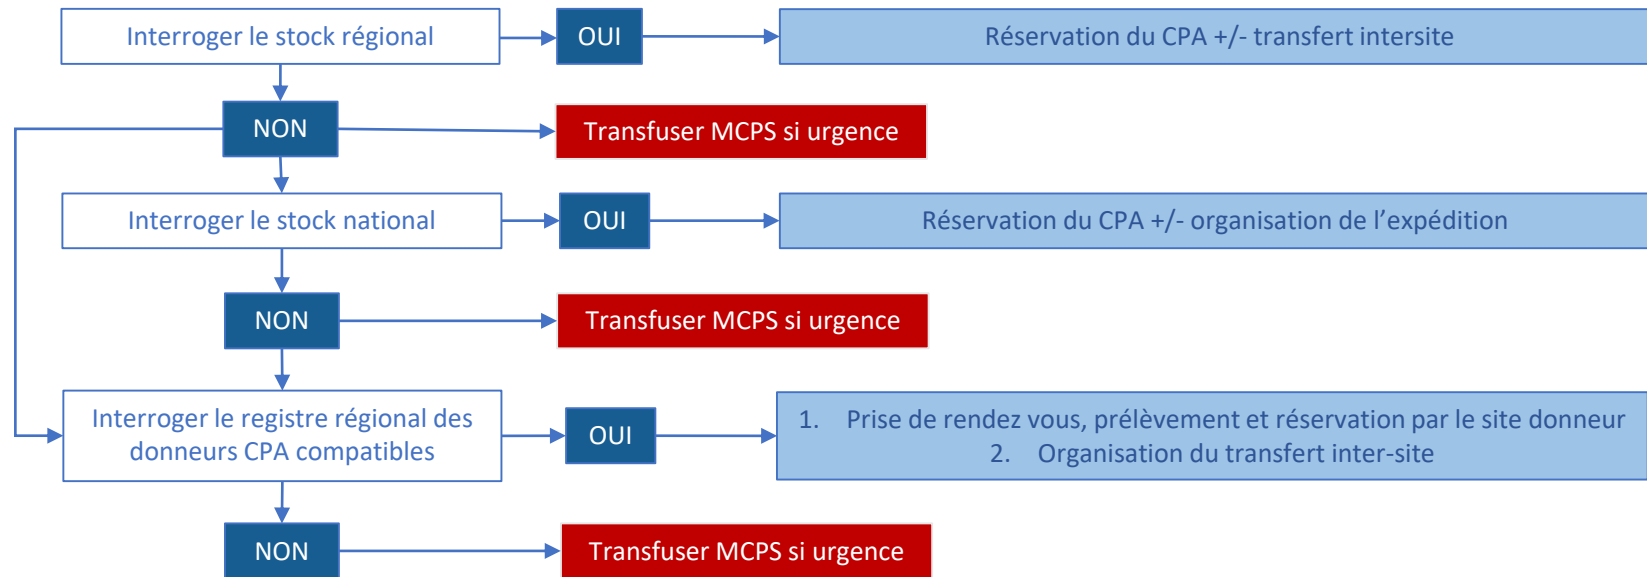 Interroger le stock régional
OUI
Réservation du CPA +/- transfert intersite
NON
Transfuser MCPS si urgence
Interroger le stock national
OUI
Réservation du CPA +/- organisation de l’expédition
NON
Transfuser MCPS si urgence
Interroger le registre régional des
donneurs CPA compatibles
OUI
1. Prise de rendez vous, prélèvement et réservation par le site donneur
2. Organisation du transfert inter-site
NON
Transfuser MCPS si urgence